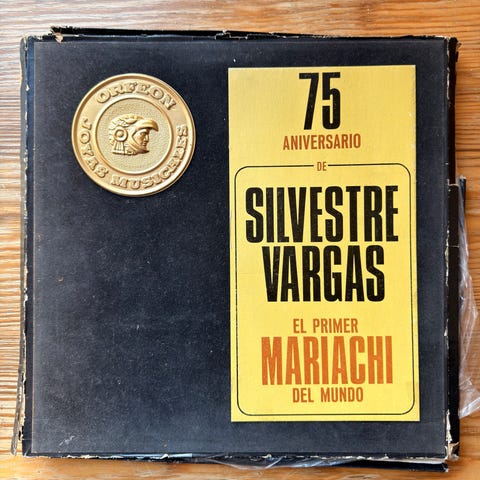 ORFEON
JOYAS MUSICALES
75
ANIVERSARIO
DE
SILVESTRE
VARGAS
EL PRIMER
MARIACHI
DEL MUNDO